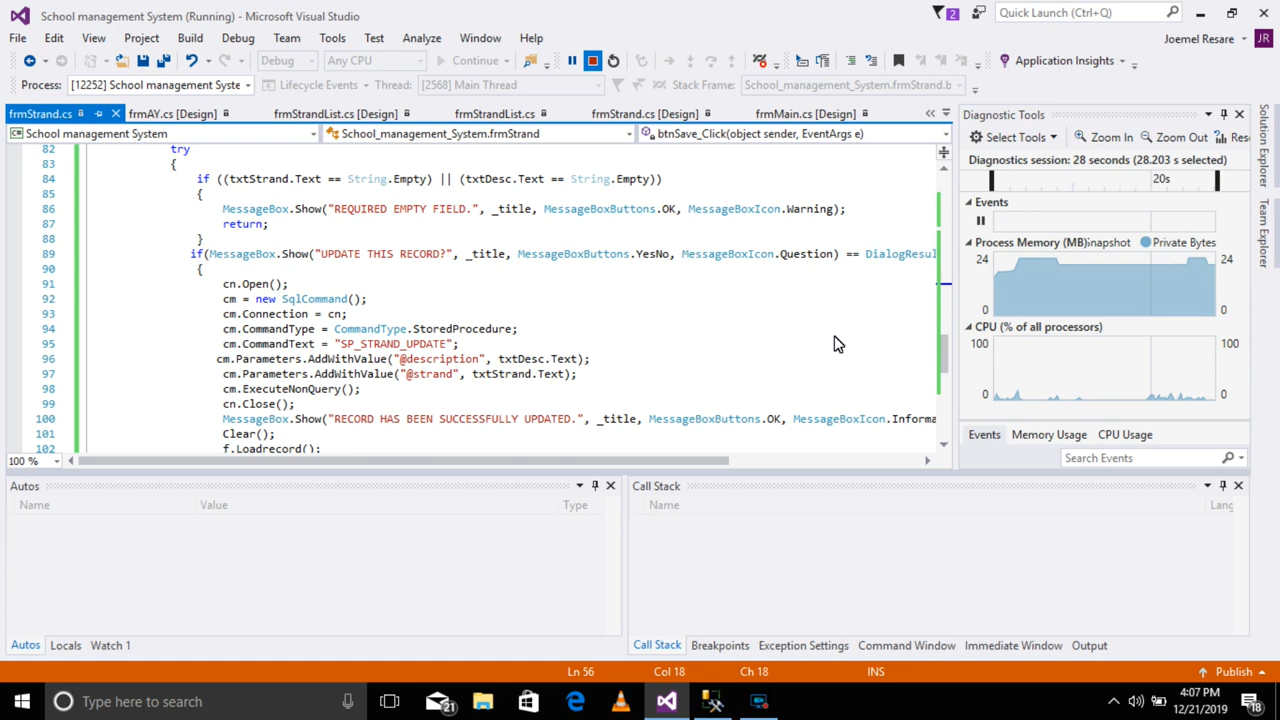 School management System (Running) - Microsoft Visual Studio
2
Quick Launch (Ctrl+Q)
File Edit View Project Build Debug Team Tools Test Analyze Window Help
Joemel Resare JR
Debug Any CPU Continue Application Insights
Process: [12252] School manageme​nt Syste Lifecycle Events Thread: [2568] Main Thread Stack Frame: School_management_System.frmStrand.b
frmStrand.cs frmAY.cs [Design] frmStrandList.cs [Design] frmStrandList.cs frmStrand.cs [Design] frmMain.cs [Design]
School management System School_management_System.frmStrand btnSave_Click(object sender, EventArgs e)
82 try
83 {
84 if ((txtStrand.Text == String.Empty) || (txtDesc.Text == String.Empty))
85 {
86 MessageBox.Show("REQUIRED EMPTY FIELD.", _title, MessageBoxButtons.OK, MessageBoxIcon.Warning);
87 return;
88 }
89 if(MessageBox.Show("UPDATE THIS RECORD?", _title, MessageBoxButtons.YesNo, MessageBoxIcon.Question) == DialogResul
90 {
91 cn.Open();
92 cm = new SqlCommand();
93 cm.Connection = cn;
94 cm.CommandType = CommandType.StoredProcedure;
95 cm.CommandText = "SP_STRAND_UPDATE";
96 cm.Parameters.AddWithValue("@description", txtDesc.Text);
97 cm.Parameters.AddWithValue("@strand", txtStrand.Text);
98 cm.ExecuteNonQuery();
99 cn.Close();
100 MessageBox.Show("RECORD HAS BEEN SUCCESSFULLY UPDATED.", _title, MessageBoxButtons.OK, MessageBoxIcon.Informa
101 Clear();
102 f.Loadrecord();
100 %
Diagnostic Tools
Select Tools Zoom In Zoom Out Res
Diagnostics session: 28 seconds (28.203 s selected)
20s
Events
Process Memory (MB) Snapshot Private Bytes
24 24
0 0
CPU (% of all processors)
100 100
0 0
Events Memory Usage CPU Usage
Search Events
Solution Explorer
Team Explorer
Autos
Name Value Type
Call Stack
Name Lang
Autos Locals Watch 1
Call Stack Breakpoints Exception Settings Command Window Immediate Window Output
Ln 56 Col 18 Ch 18 INS Publish
Type here to search
21
4:07 PM
12/21/2019
18